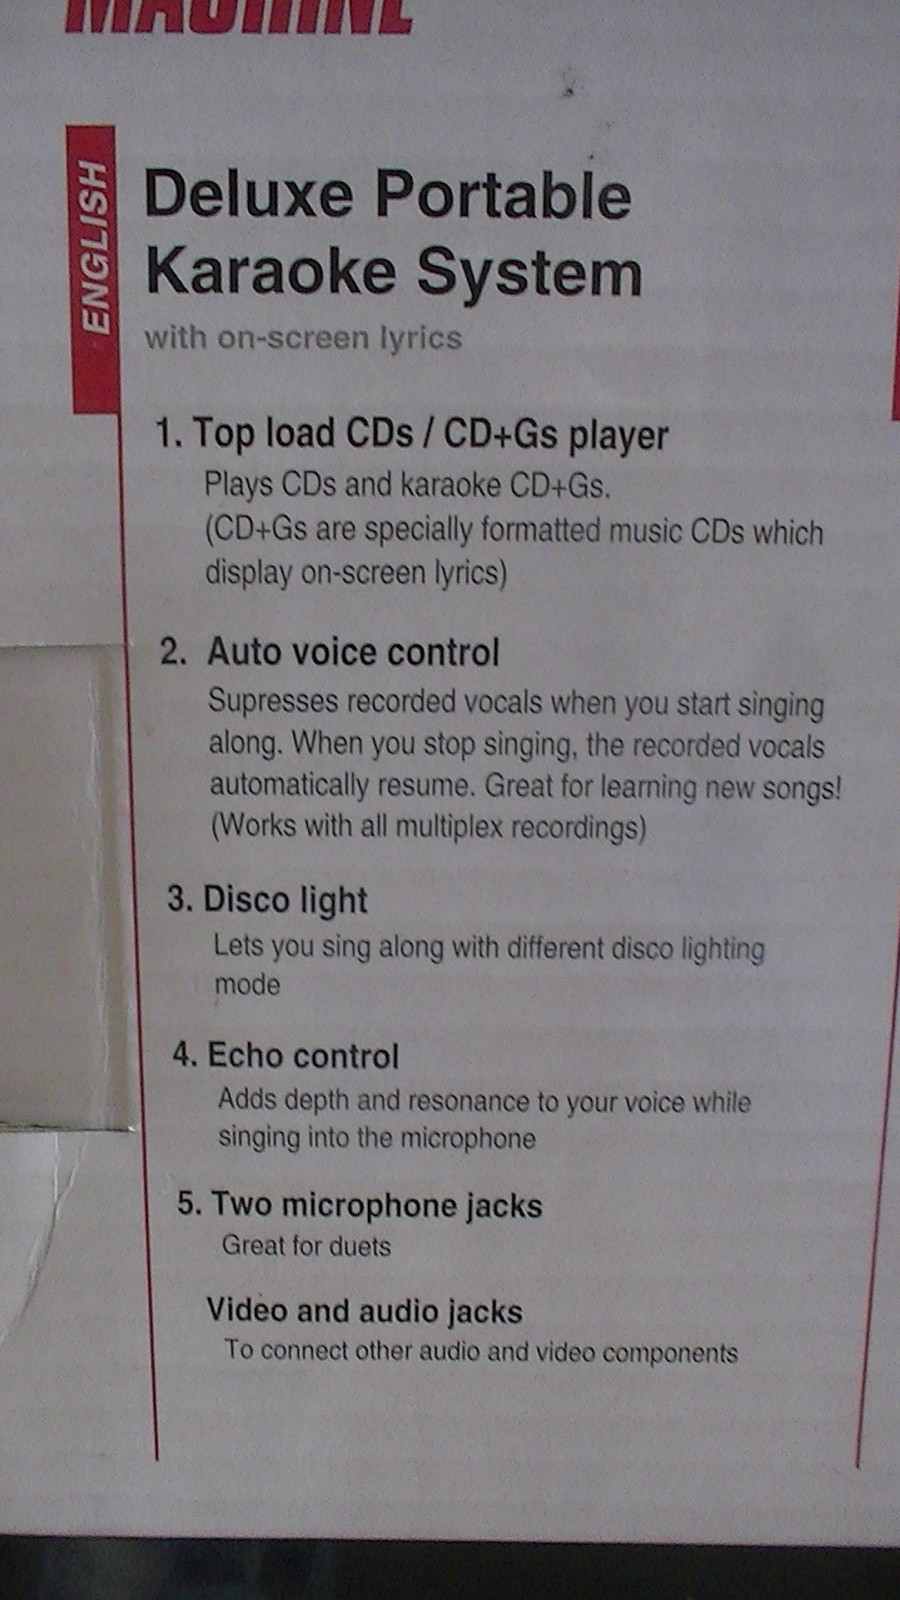 MACHINE
ENGLISH
Deluxe Portable
Karaoke System
with on-screen lyrics
1. Top load CDs / CD+Gs player
Plays CDs and karaoke CD+Gs.
(CD+Gs are specially formatted music CDs which
display on-screen lyrics)
2. Auto voice control
Supresses recorded vocals when you start singing
along. When you stop singing, the recorded vocals
automatically resume. Great for learning new songs!
(Works with all multiplex recordings)
3. Disco light
Lets you sing along with different disco lighting
mode
4. Echo control
Adds depth and resonance to your voice while
singing into the microphone
5. Two microphone jacks
Great for duets
Video and audio jacks
To connect other audio and video components